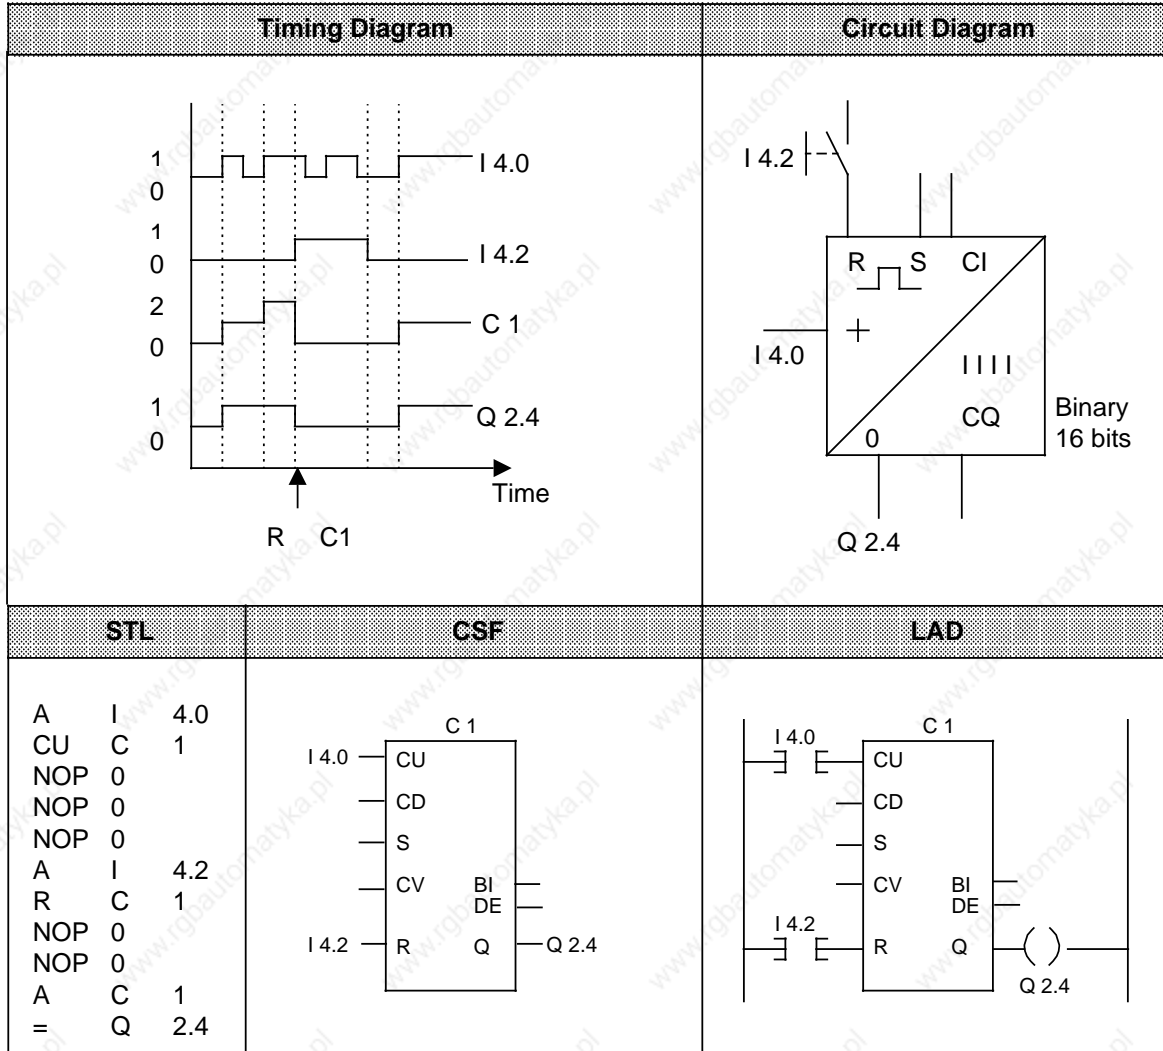 Timing Diagram
Circuit Diagram
1
0
I 4.0
1
0
I 4.2
2
0
C 1
1
0
Q 2.4
Time
R C1
I 4.2
R S CI
I 4.0
+
I I I I
CQ
0
Binary
16 bits
Q 2.4
STL
CSF
LAD
A I 4.0
CU C 1
NOP 0
NOP 0
NOP 0
A I 4.2
R C 1
NOP 0
NOP 0
A C 1
= Q 2.4
C 1
I 4.0 CU
CD
S
CV BI
DE
I 4.2 R Q Q 2.4
C 1
I 4.0
CU
CD
S
CV BI
DE
I 4.2
R Q
Q 2.4
www.rgbautomatyka.pl